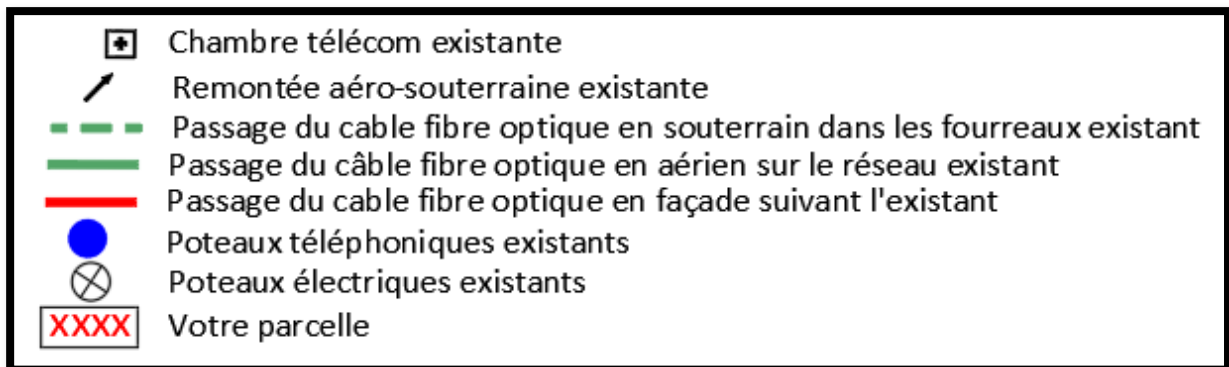 Chambre télécom existante
Remontée aéro-souterraine existante
Passage du cable fibre optique en souterrain dans les fourreaux existant
Passage du câble fibre optique en aérien sur le réseau existant
Passage du cable fibre optique en façade suivant l'existant
Poteaux téléphoniques existants
Poteaux électriques existants
XXXX Votre parcelle